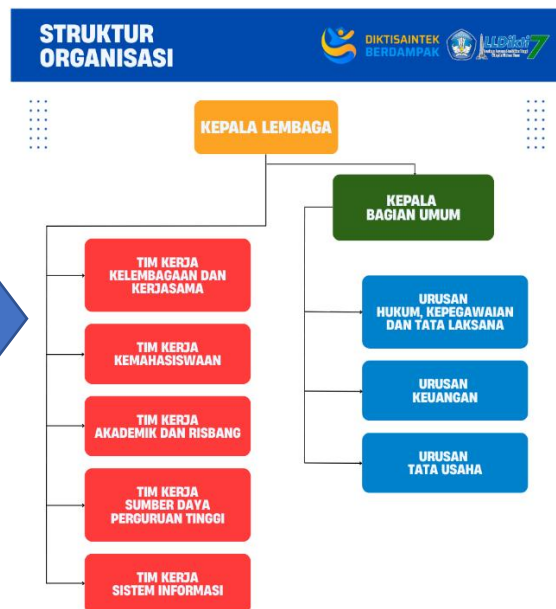 STRUKTUR
ORGANISASI
DIKTISAINTEK
BERDAMPAK
LLDikti 7
KEPALA LEMBAGA
KEPALA
BAGIAN UMUM
TIM KERJA
KELEMBAGAAN DAN
KERJASAMA
TIM KERJA
KEMAHASISWAAN
TIM KERJA
AKADEMIK DAN RISBANG
TIM KERJA
SUMBER DAYA
PERGURUAN TINGGI
TIM KERJA
SISTEM INFORMASI
URUSAN
HUKUM, KEPEGAWAIAN
DAN TATA LAKSANA
URUSAN
KEUANGAN
URUSAN
TATA USAHA